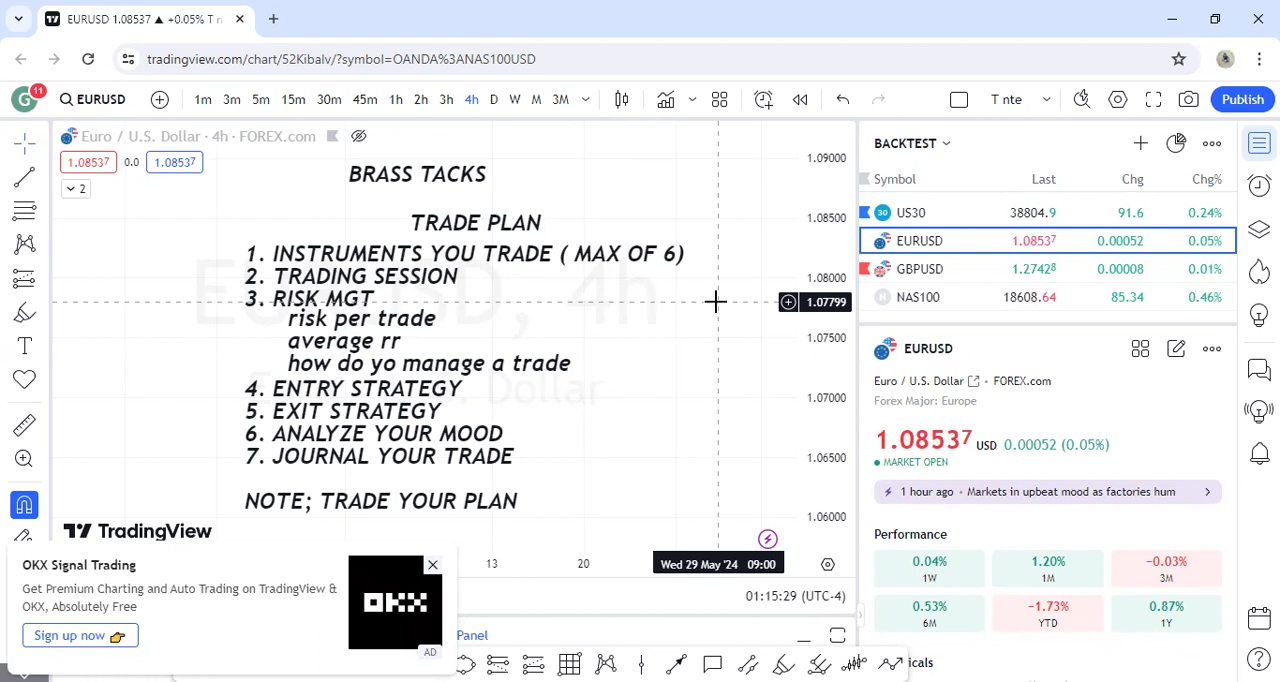 EURUSD 1.08537 ▲ +0.05% T n
tradingview.com/chart/52Kibalv/?symbol=OANDA%3ANAS100USD
G 11 EURUSD 1m 3m 5m 15m 30m 45m 1h 2h 3h 4h D W M 3M T nte Publish
Euro / U.S. Dollar · 4h · FOREX.com
1.08537 0.0 1.08537
2
BRASS TACKS
TRADE PLAN
1. INSTRUMENTS YOU TRADE ( MAX OF 6)
2. TRADING SESSION
3. RISK MGT
risk per trade
average rr
how do yo manage a trade
4. ENTRY STRATEGY
5. EXIT STRATEGY
6. ANALYZE YOUR MOOD
7. JOURNAL YOUR TRADE
NOTE; TRADE YOUR PLAN
EURUSD, 4h
Euro / U.S. Dollar
TradingView
1.09000
1.08500
1.08000
1.07799
1.07500
1.07000
1.06500
1.06000
13 20 Wed 29 May '24 09:00
01:15:29 (UTC-4)
Panel
OKX Signal Trading
Get Premium Charting and Auto Trading on TradingView &
OKX, Absolutely Free
Sign up now
OKX
AD
BACKTEST
Symbol Last Chg Chg%
30 US30 38804.9 91.6 0.24%
EURUSD 1.08537 0.00052 0.05%
GBPUSD 1.27428 0.00008 0.01%
N NAS100 18608.64 85.34 0.46%
EURUSD
Euro / U.S. Dollar • FOREX.com
Forex Major: Europe
1.08537 USD 0.00052 (0.05%)
MARKET OPEN
1 hour ago • Markets in upbeat mood as factories hum
Performance
0.04% 1.20% −0.03%
1W 1M 3M
0.53% −1.73% 0.87%
6M YTD 1Y
icals